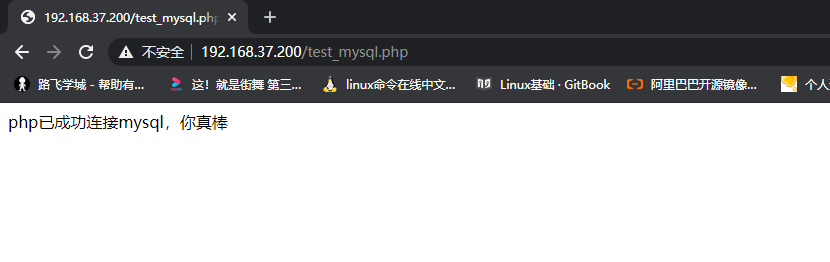 192.168.37.200/test_mysql.php
不安全 192.168.37.200/test_mysql.php
路飞学城 - 帮助有... 这！就是街舞 第三... linux命令在线中文... Linux基础 · GitBook 阿里巴巴开源镜像... 个人
php已成功连接mysql，你真棒